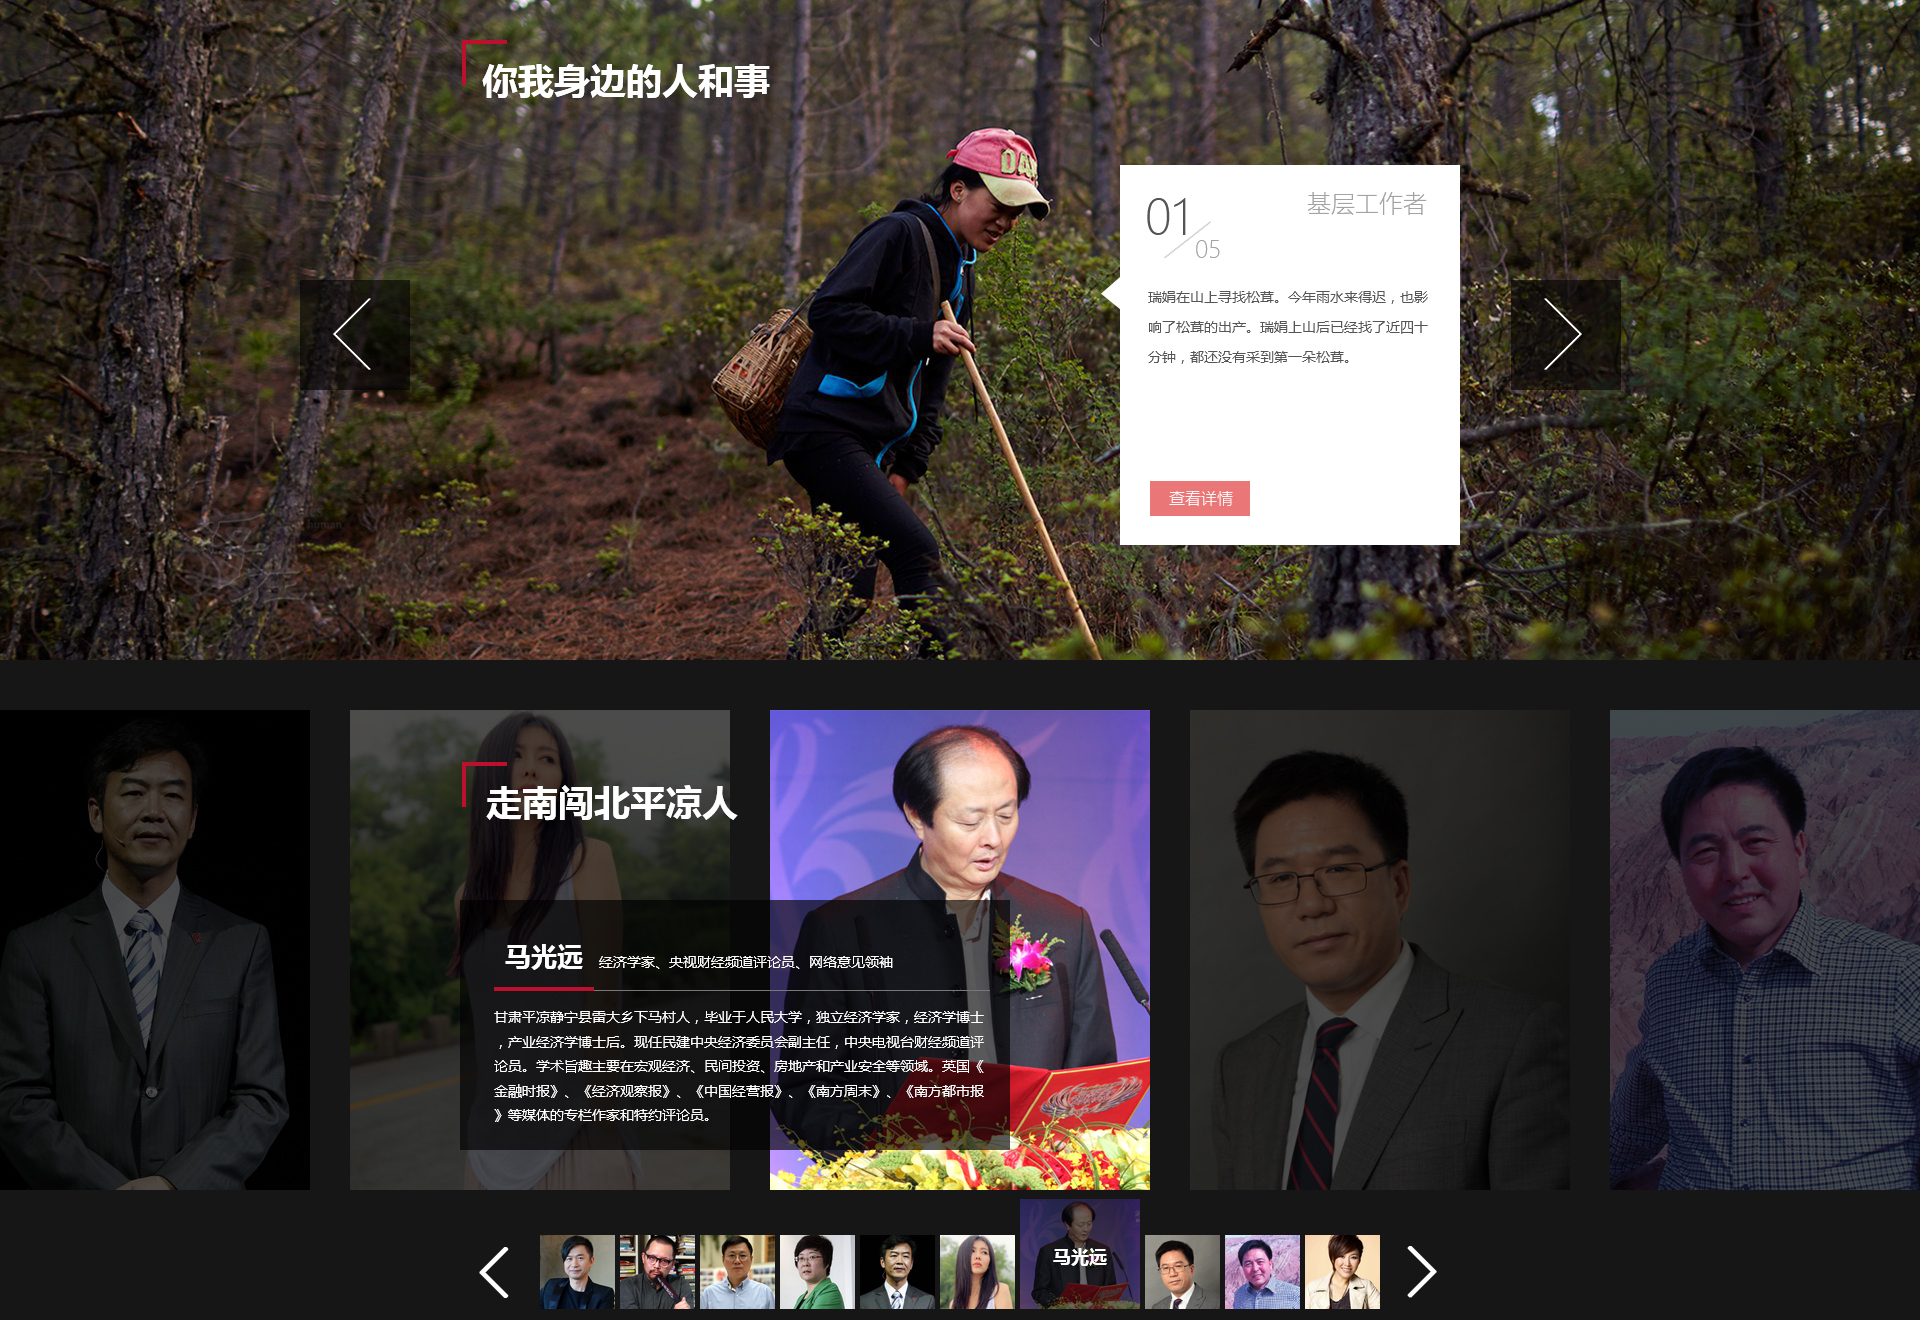 你我身边的人和事
DA
01
05
基层工作者
瑞娟在山上寻找松茸。今年雨水来得迟，也影
响了松茸的出产。瑞娟上山后已经找了近四十
分钟，都还没有采到第一朵松茸。
查看详情
human
走南闯北平凉人
马光远 经济学家、央视财经频道评论员、网络意见领袖
甘肃平凉静宁县雷大乡下马村人，毕业于人民大学，独立经济学家，经济学博士
，产业经济学博士后。现任民建中央经济委员会副主任，中央电视台财经频道评
论员。学术旨趣主要在宏观经济、民间投资、房地产和产业安全等领域。英国《
金融时报》、《经济观察报》、《中国经营报》、《南方周末》、《南方都市报
》等媒体的专栏作家和特约评论员。
马光远